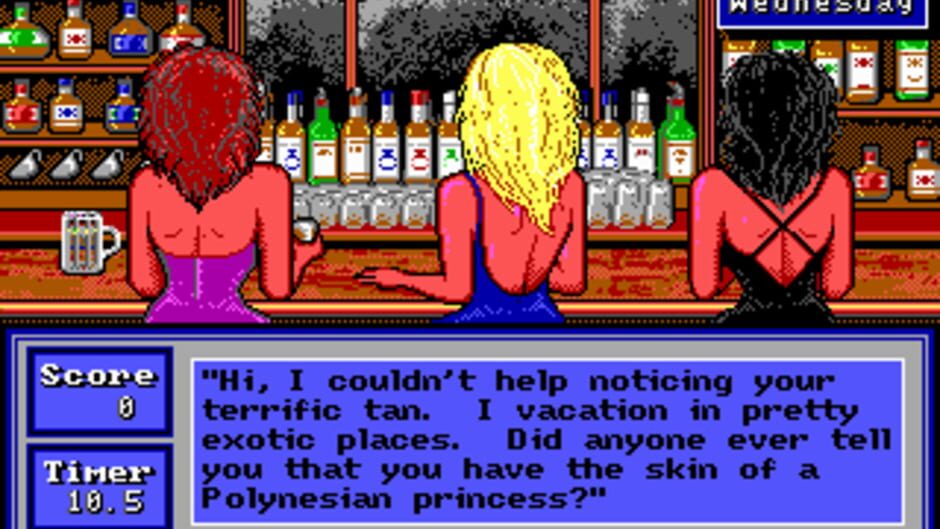 Wednesday
Score
0
Timer
10.5
"Hi, I couldn't help noticing your
terrific tan. I vacation in pretty
exotic places. Did anyone ever tell
you that you have the skin of a
Polynesian princess?"